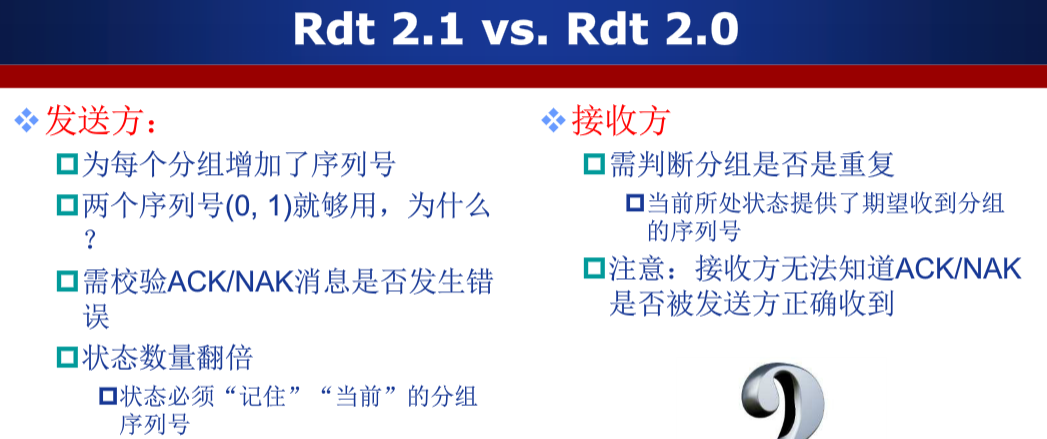 Rdt 2.1 vs. Rdt 2.0
发送方：
为每个分组增加了序列号
两个序列号(0, 1)就够用，为什么
？
需校验ACK/NAK消息是否发生错
误
状态数量翻倍
状态必须“记住”“当前”的分组
序列号
接收方
需判断分组是否是重复
当前所处状态提供了期望收到分组
的序列号
注意：接收方无法知道ACK/NAK
是否被发送方正确收到